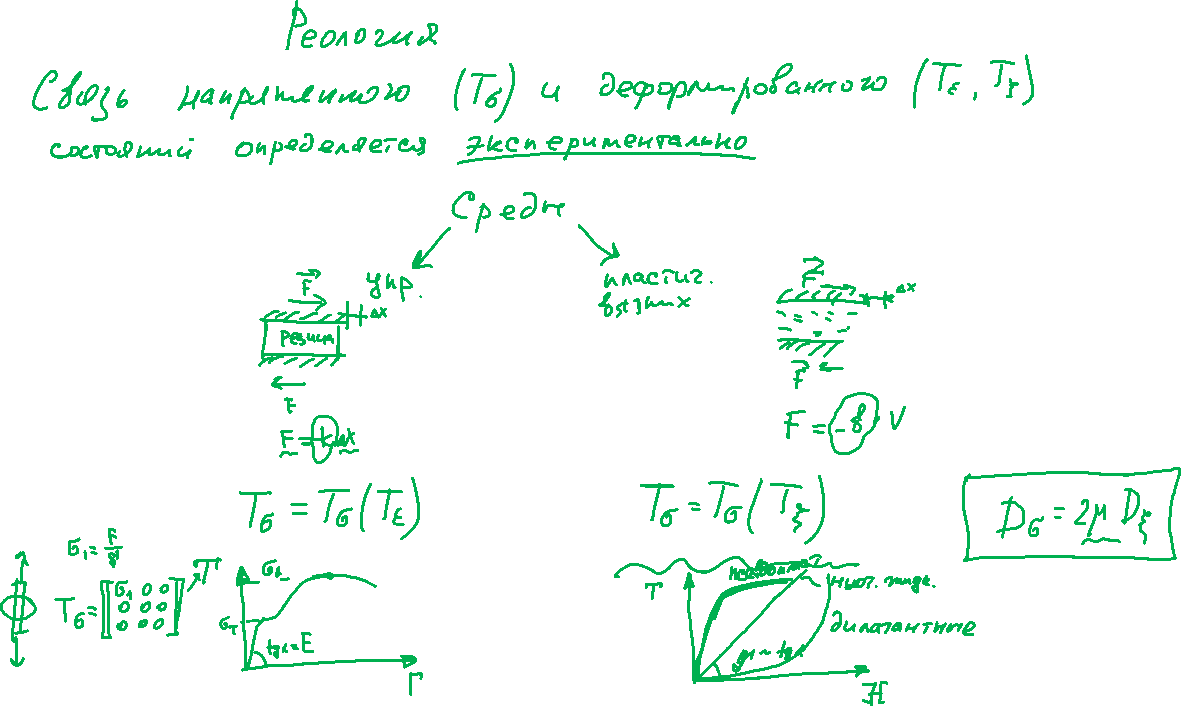 Реология
Связь напряженного (Tσ) и деформированного (Tε, Tξ)
состояний определяется экспериментально
Среды
упр.
пластич.
вязких
F
Δx
Резина
F
F
Δx
F
F = -kΔx
F = V
Tσ = Tσ(Tε)
Tσ = Tσ(Tξ)
Dσ = 2μ Dξ
σ₁ = F/
Tσ = [σ₁ 0 0
0 0 0
0 0 0]
T
σт
tgα = E
Г
T
ньют. жидк.
дилатантные
μ ~ tgα
H